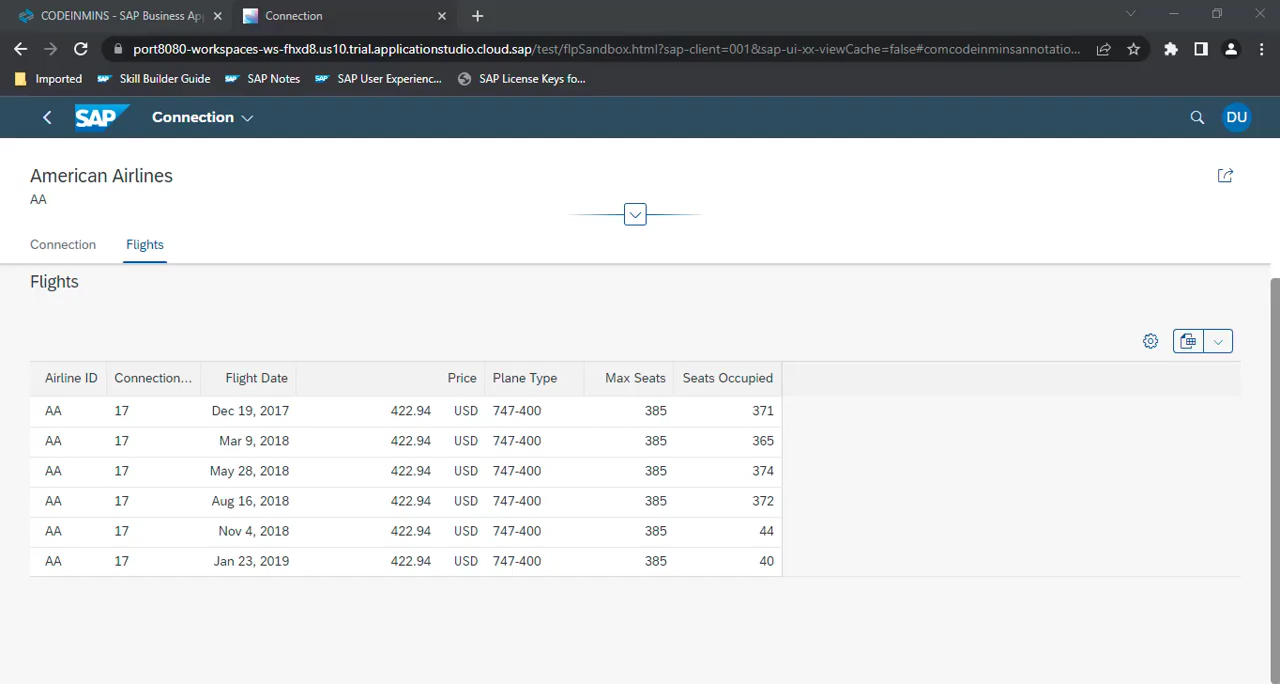 CODEINMINS - SAP Business Ap
Connection
port8080-workspaces-ws-fhxd8.us10.trial.applicationstudio.cloud.sap/test/flpSandbox.html?sap-client=001&sap-ui-xx-viewCache=false#comcodeinminsannotatio...
Imported
SAP
Skill Builder Guide
SAP
SAP Notes
SAP
SAP User Experienc...
SAP License Keys fo...
SAP
Connection
DU
American Airlines
AA
Connection Flights
Flights
Airline ID Connection... Flight Date Price Plane Type Max Seats Seats Occupied
AA 17 Dec 19, 2017 422.94 USD 747-400 385 371
AA 17 Mar 9, 2018 422.94 USD 747-400 385 365
AA 17 May 28, 2018 422.94 USD 747-400 385 374
AA 17 Aug 16, 2018 422.94 USD 747-400 385 372
AA 17 Nov 4, 2018 422.94 USD 747-400 385 44
AA 17 Jan 23, 2019 422.94 USD 747-400 385 40